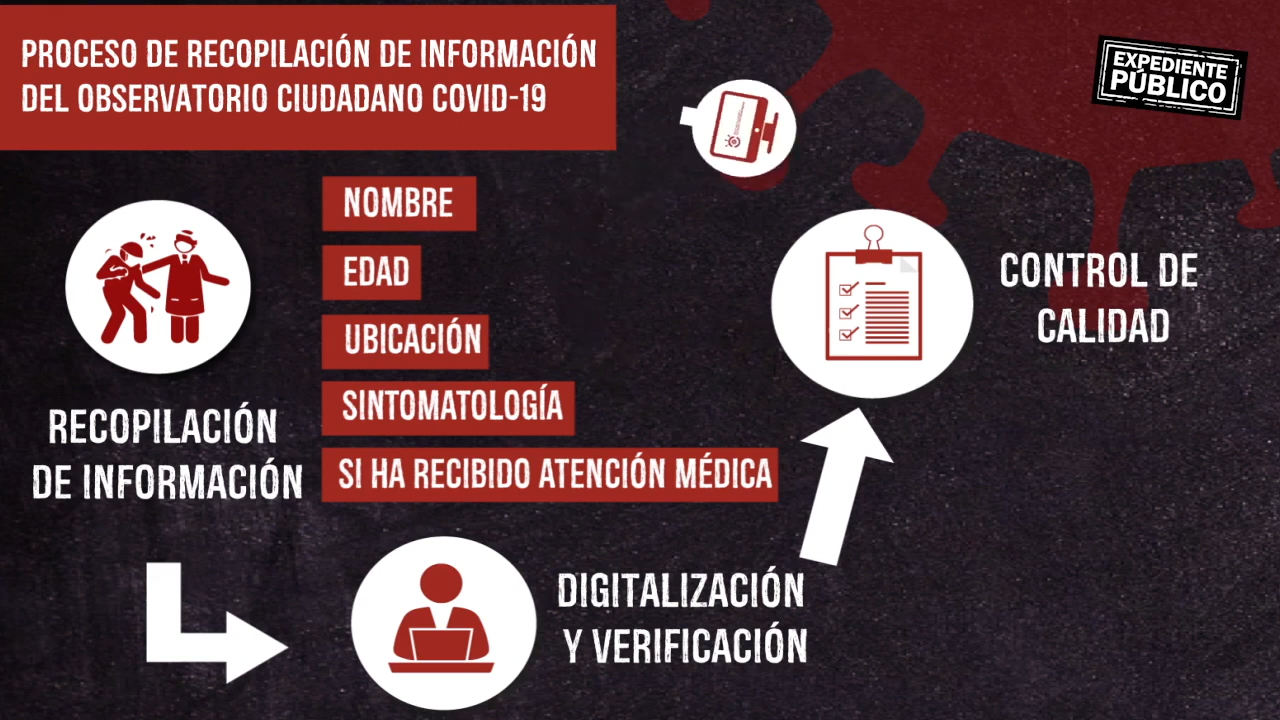 PROCESO DE RECOPILACIÓN DE INFORMACIÓN
DEL OBSERVATORIO CIUDADANO COVID-19
EXPEDIENTE
PÚBLICO
NOMBRE
EDAD
UBICACIÓN
SINTOMATOLOGÍA
SI HA RECIBIDO ATENCIÓN MÉDICA
RECOPILACIÓN
DE INFORMACIÓN
DIGITALIZACIÓN
Y VERIFICACIÓN
CONTROL DE
CALIDAD